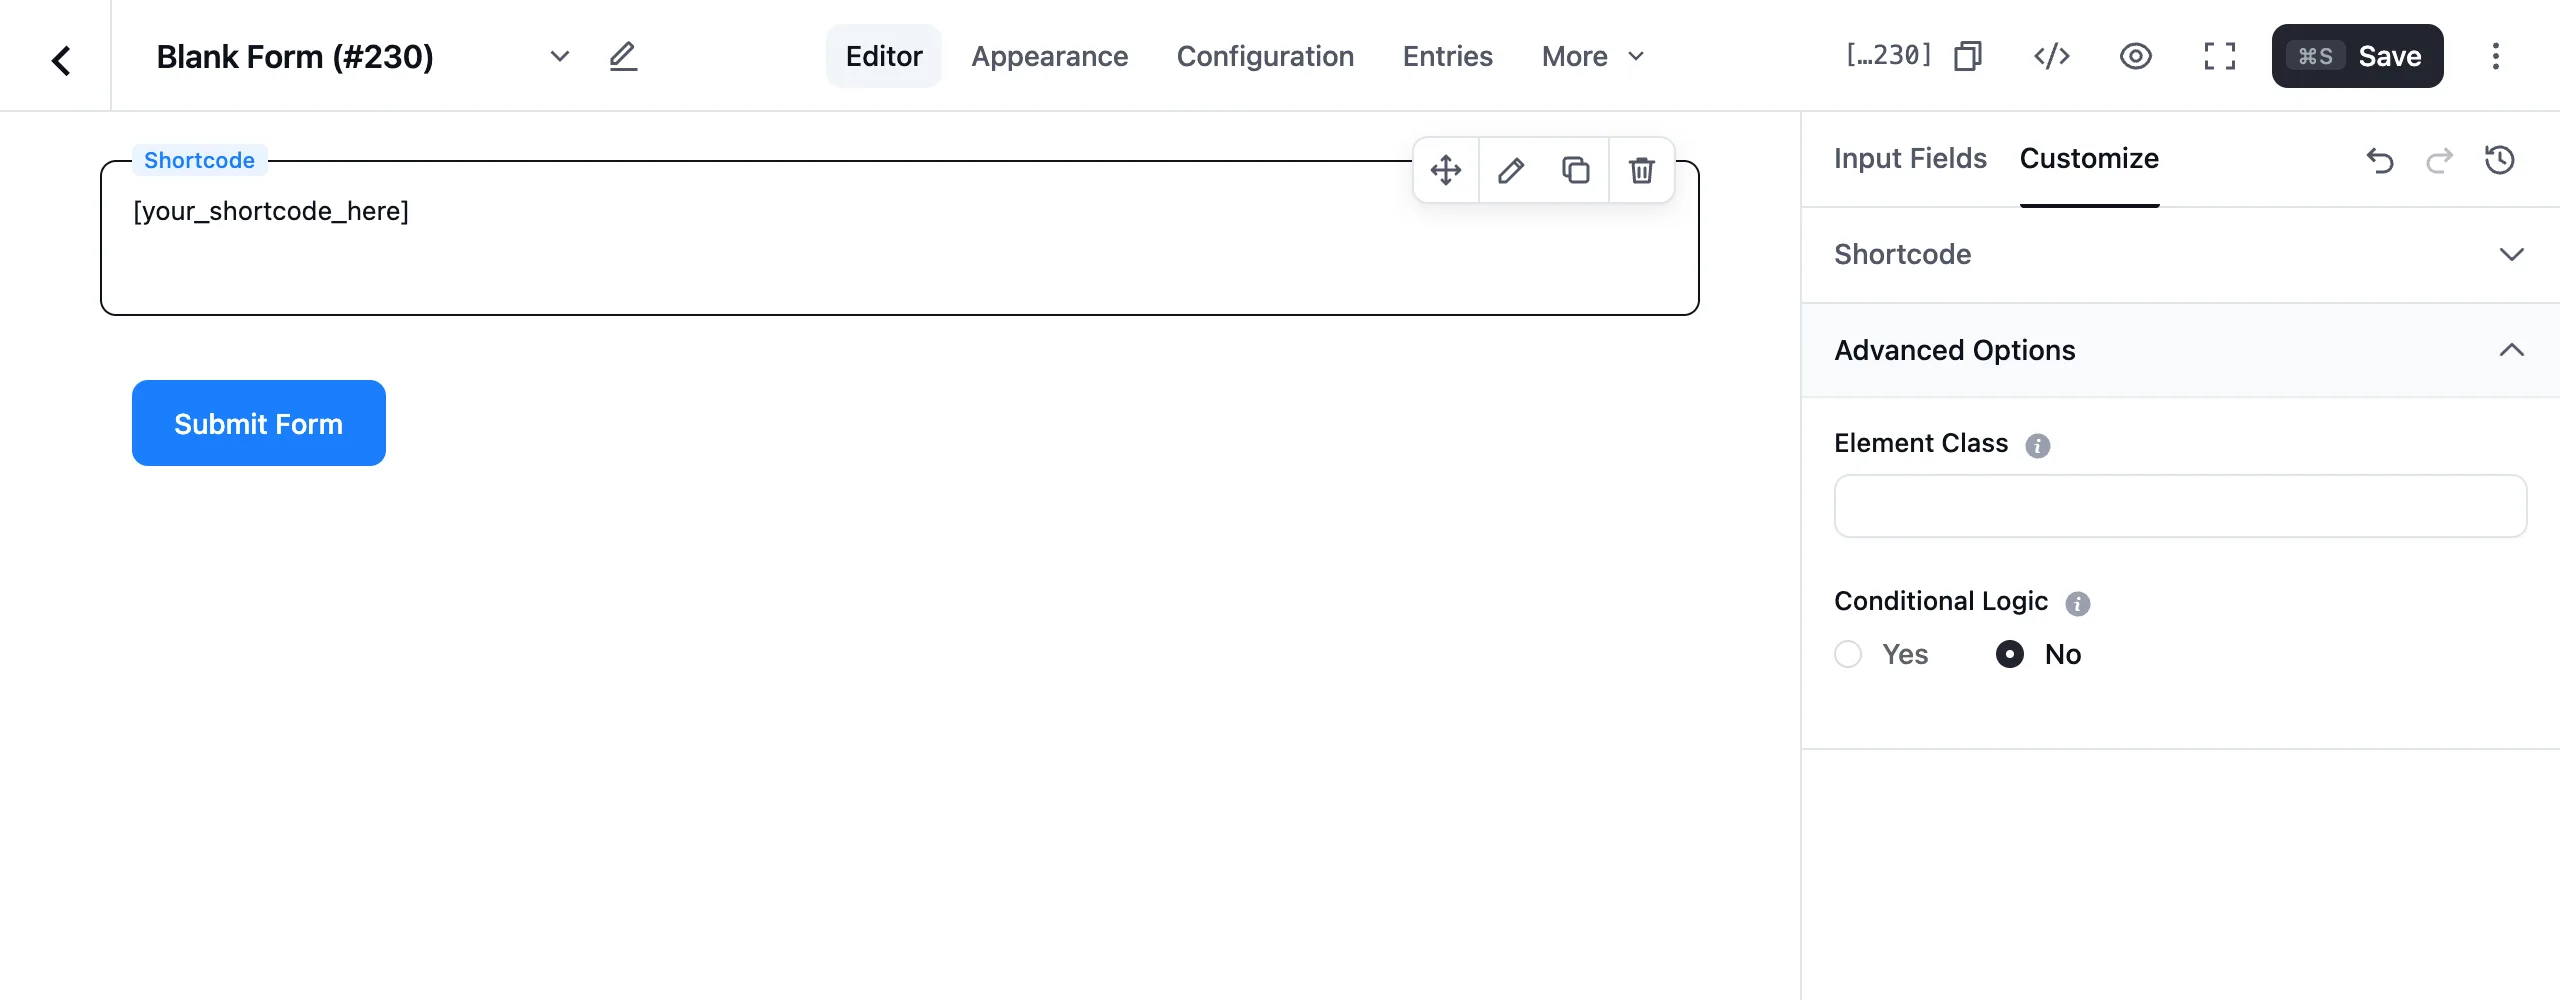 Blank Form (#230)
Editor
Appearance
Configuration
Entries
More
[…230]
⌘S Save
Shortcode
[your_shortcode_here]
Submit Form
Input Fields
Customize
Shortcode
Advanced Options
Element Class
Conditional Logic
Yes
No